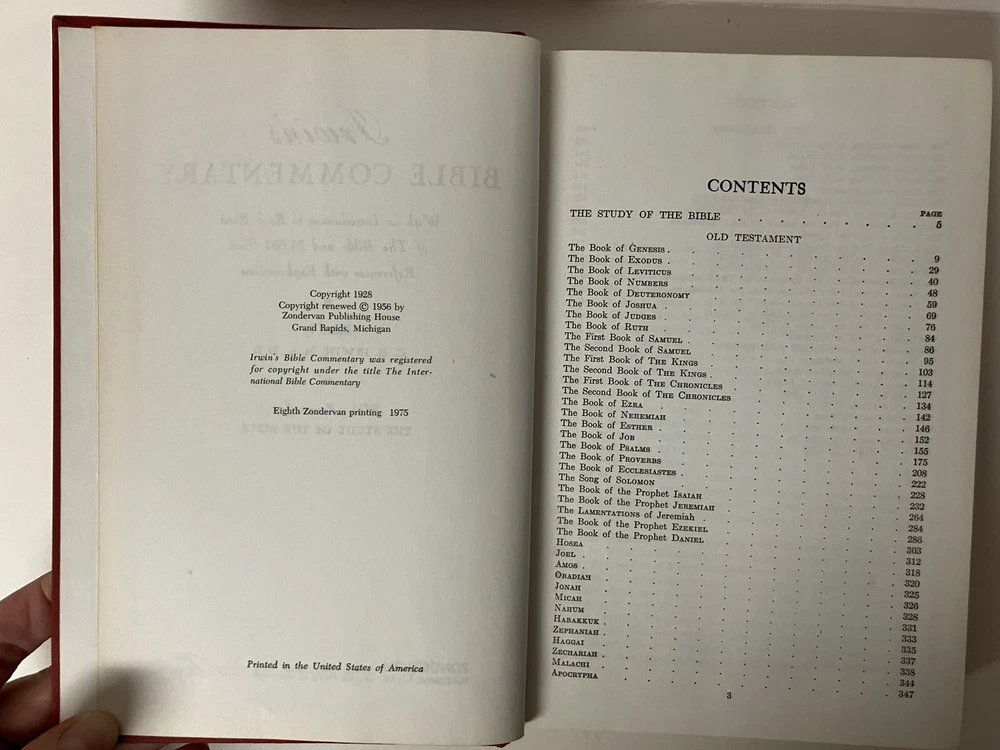 Copyright 1928
Copyright renewed © 1956 by
Zondervan Publishing House
Grand Rapids, Michigan
Irwin's Bible Commentary was registered
for copyright under the title The Inter-
national Bible Commentary
Eighth Zondervan printing 1975
Printed in the United States of America
CONTENTS
PAGE
THE STUDY OF THE BIBLE . . . . . . . . 5
OLD TESTAMENT
The Book of GENESIS . 9
The Book of EXODUS . 29
The Book of LEVITICUS 40
The Book of NUMBERS 48
The Book of DEUTERONOMY 59
The Book of JOSHUA . 69
The Book of JUDGES . 76
The Book of RUTH . 84
The First Book of SAMUEL . 86
The Second Book of SAMUEL 95
The First Book of THE KINGS 103
The Second Book of THE KINGS . 114
The First Book of THE CHRONICLES 127
The Second Book of THE CHRONICLES 134
The Book of EZRA . 142
The Book of NEHEMIAH 146
The Book of ESTHER . 152
The Book of JOB . 155
The Book of PSALMS . 175
The Book of PROVERBS 208
The Book of ECCLESIASTES . 222
The Song of SOLOMON 228
The Book of the Prophet ISAIAH 232
The Book of the Prophet JEREMIAH 264
The LAMENTATIONS of Jeremiah . 284
The Book of the Prophet EZEKIEL 286
The Book of the Prophet DANIEL 303
HOSEA . 312
JOEL . 318
AMOS . 320
OBADIAH . 325
JONAH . 326
MICAH . 328
NAHUM . 331
HABAKKUK . 333
ZEPHANIAH . 335
HAGGAI . 337
ZECHARIAH . 338
MALACHI . 344
APOCRYPHA . 347
3